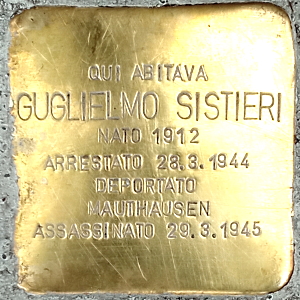 QUI ABITAVA
GUGLIELMO SISTIERI
NATO 1912
ARRESTATO 28.3.1944
DEPORTATO
MAUTHAUSEN
ASSASSINATO 29.3.1945